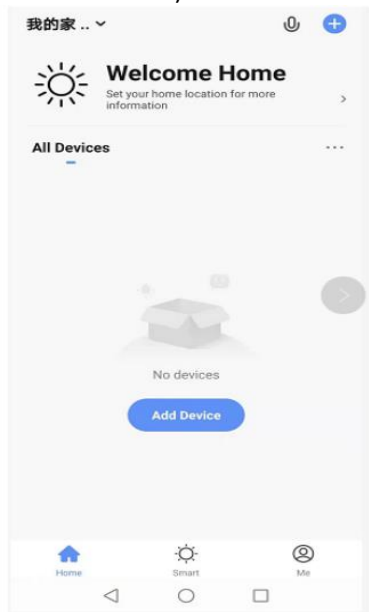 我的家 ..
Welcome Home
Set your home location for more
information
All Devices
No devices
Add Device
Home
Smart
Me